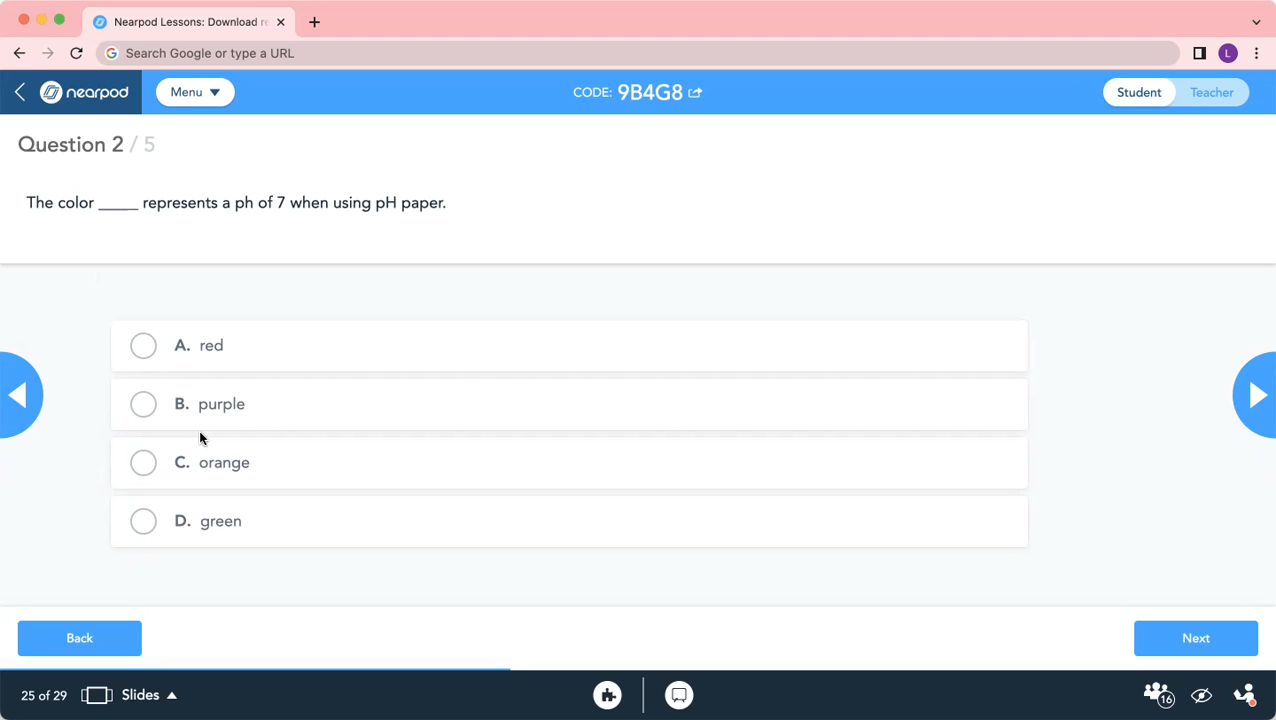 Nearpod Lessons: Download r
Search Google or type a URL
L
nearpod
Menu
CODE: 9B4G8
Student
Teacher
Question 2 / 5
The color _____ represents a ph of 7 when using pH paper.
A. red
B. purple
C. orange
D. green
Back
Next
25 of 29
Slides
16